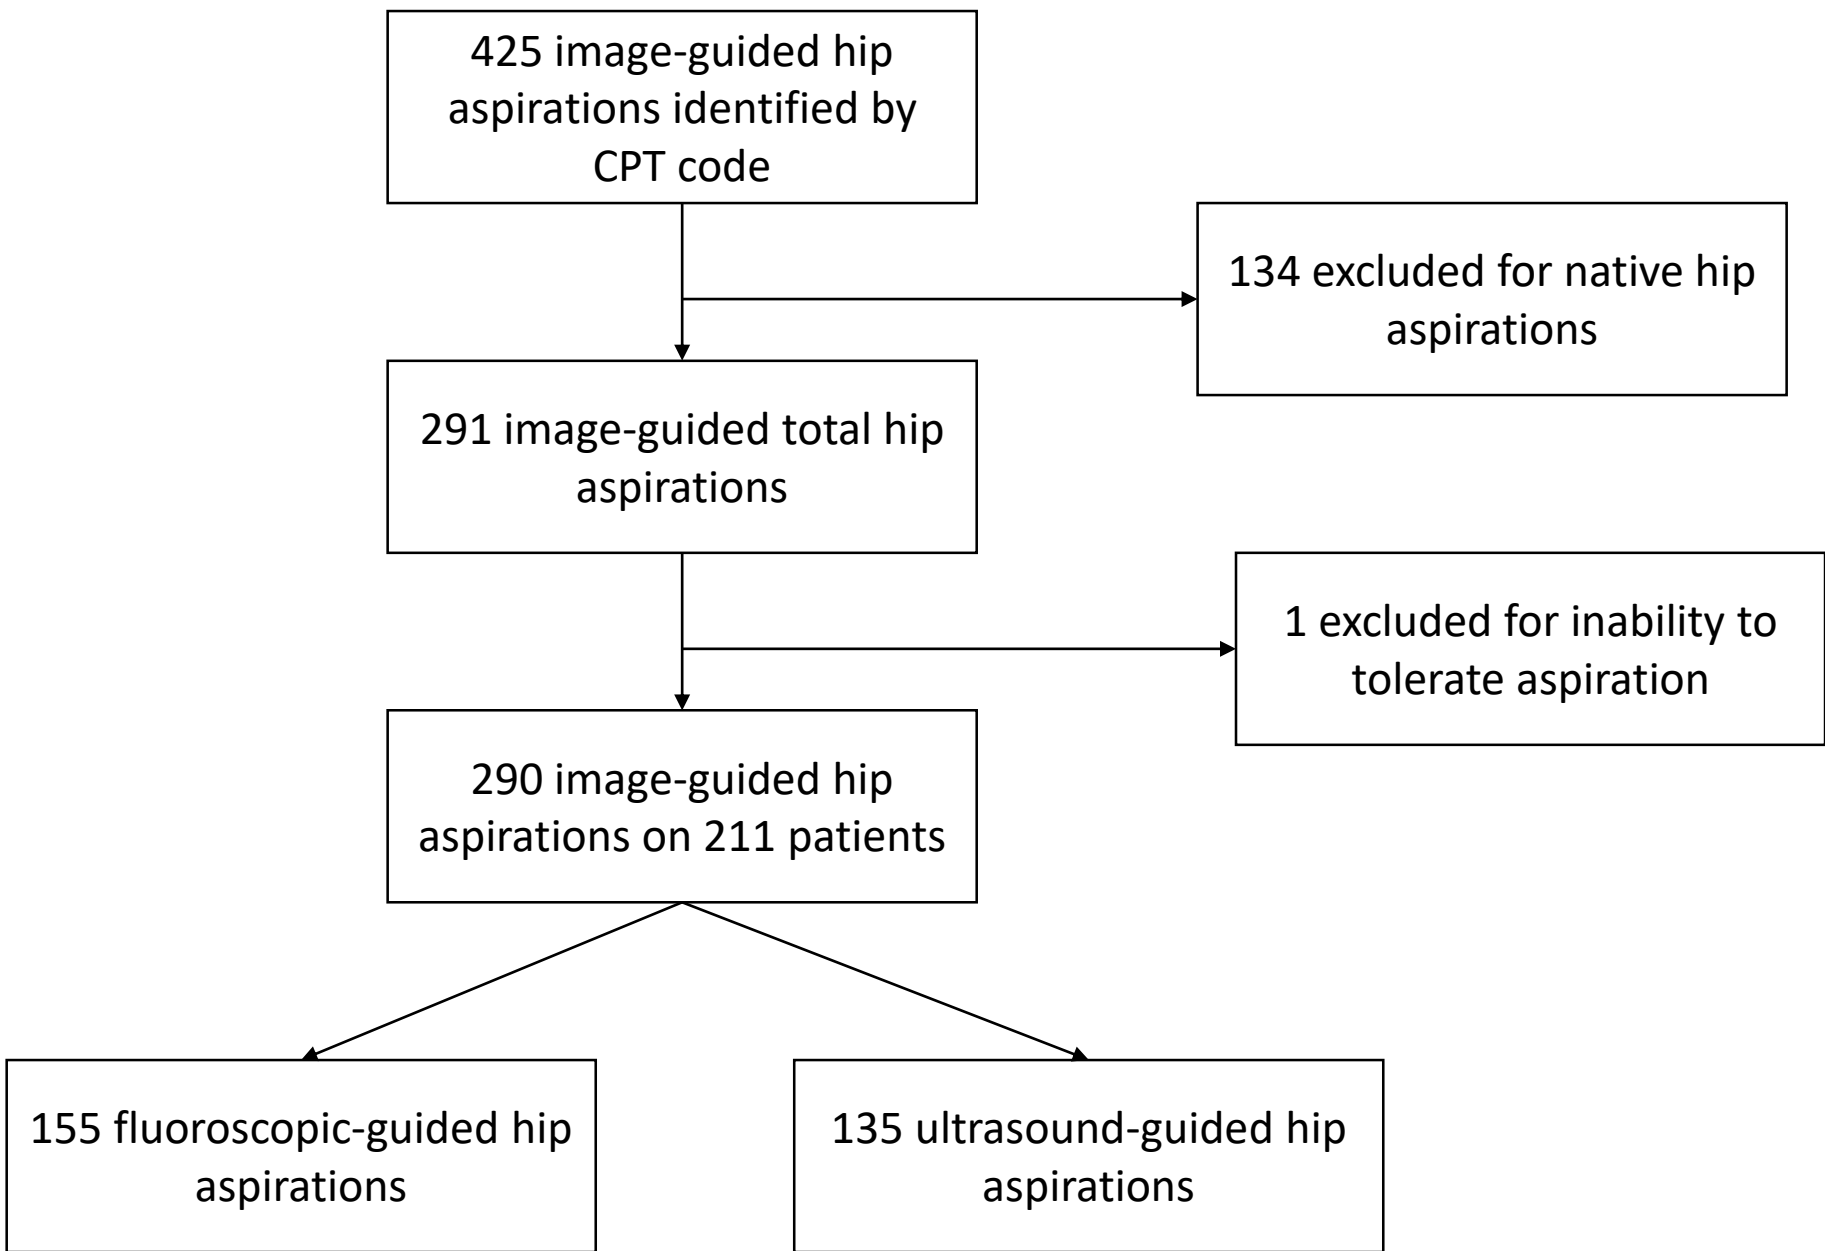 425 image-guided hip
aspirations identified by
CPT code
134 excluded for native hip
aspirations
291 image-guided total hip
aspirations
1 excluded for inability to
tolerate aspiration
290 image-guided hip
aspirations on 211 patients
155 fluoroscopic-guided hip
aspirations
135 ultrasound-guided hip
aspirations